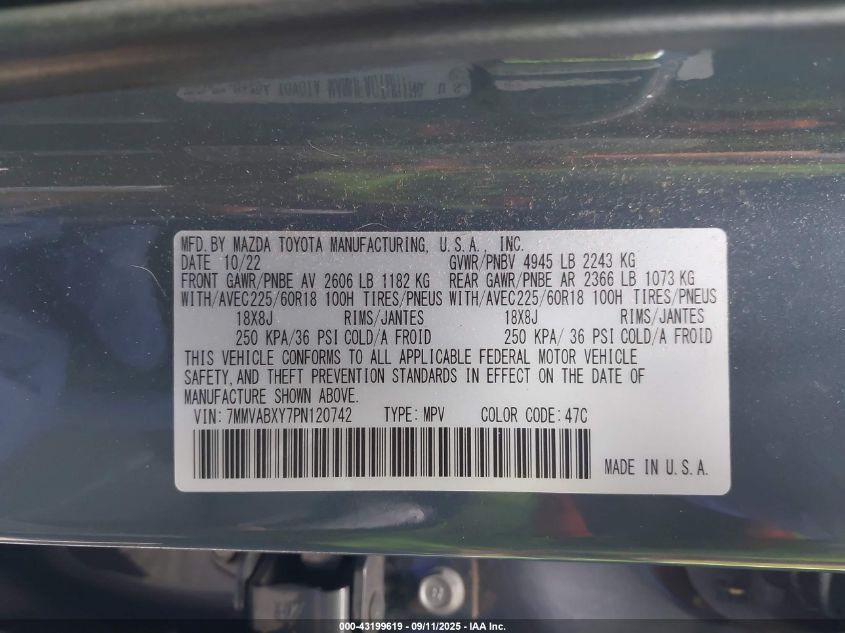 MFD. BY MAZDA TOYOTA MANUFACTURING, U.S.A., INC.
DATE 10/22 GVWR/PNBV 4945 LB 2243 KG
FRONT GAWR/PNBE AV 2606 LB 1182 KG REAR GAWR/PNBE AR 2366 LB 1073 KG
WITH/AVEC225/60R18 100H TIRES/PNEUS WITH/AVEC225/60R18 100H TIRES/PNEUS
18X8J RIMS/JANTES 18X8J RIMS/JANTES
250 KPA/36 PSI COLD/A FROID 250 KPA/ 36 PSI COLD/A FROID
THIS VEHICLE CONFORMS TO ALL APPLICABLE FEDERAL MOTOR VEHICLE
SAFETY, AND THEFT PREVENTION STANDARDS IN EFFECT ON THE DATE OF
MANUFACTURE SHOWN ABOVE.
VIN: 7MMVABXY7PN120742 TYPE: MPV COLOR CODE: 47C
MADE IN U.S.A.
000-43199619 - 09/11/2025 - IAA Inc.